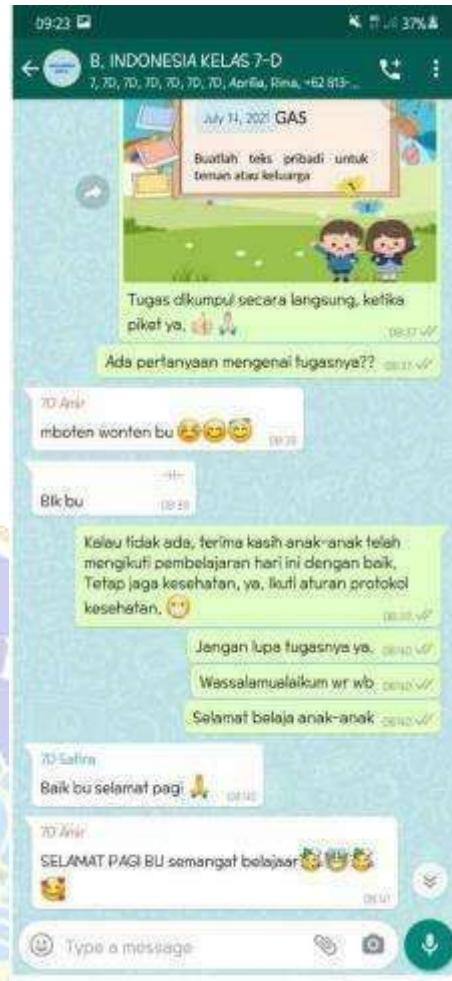 09:23
37%
B. INDONESIA KELAS 7-D
7, 7D, 7D, 7D, 7D, 7D, Aprilia, Rima, +62 813-...
July 14, 2021 GAS
Buatlah teks pribadi untuk
teman atau keluarga
Tugas dikumpul secara langsung, ketika
piket ya, 👍🙏
08:37
Ada pertanyaan mengenai tugasnya??
08:37
7D Amir
mboten wonten bu
08:39
BIk bu
08:39
Kalau tidak ada, terima kasih anak-anak telah
mengikuti pembelajaran hari ini dengan baik,
Tetap jaga kesehatan, ya, Ikuti aturan protokol
kesehatan, 😁
Jangan lupa tugasnya ya,
08:40
Wassalamualaikum wr wb
08:40
Selamat belaja anak-anak
08:40
7D Safira
Baik bu selamat pagi 🙏
08:40
7D Amir
SELAMAT PAGI BU semangat belajaar
Type a message